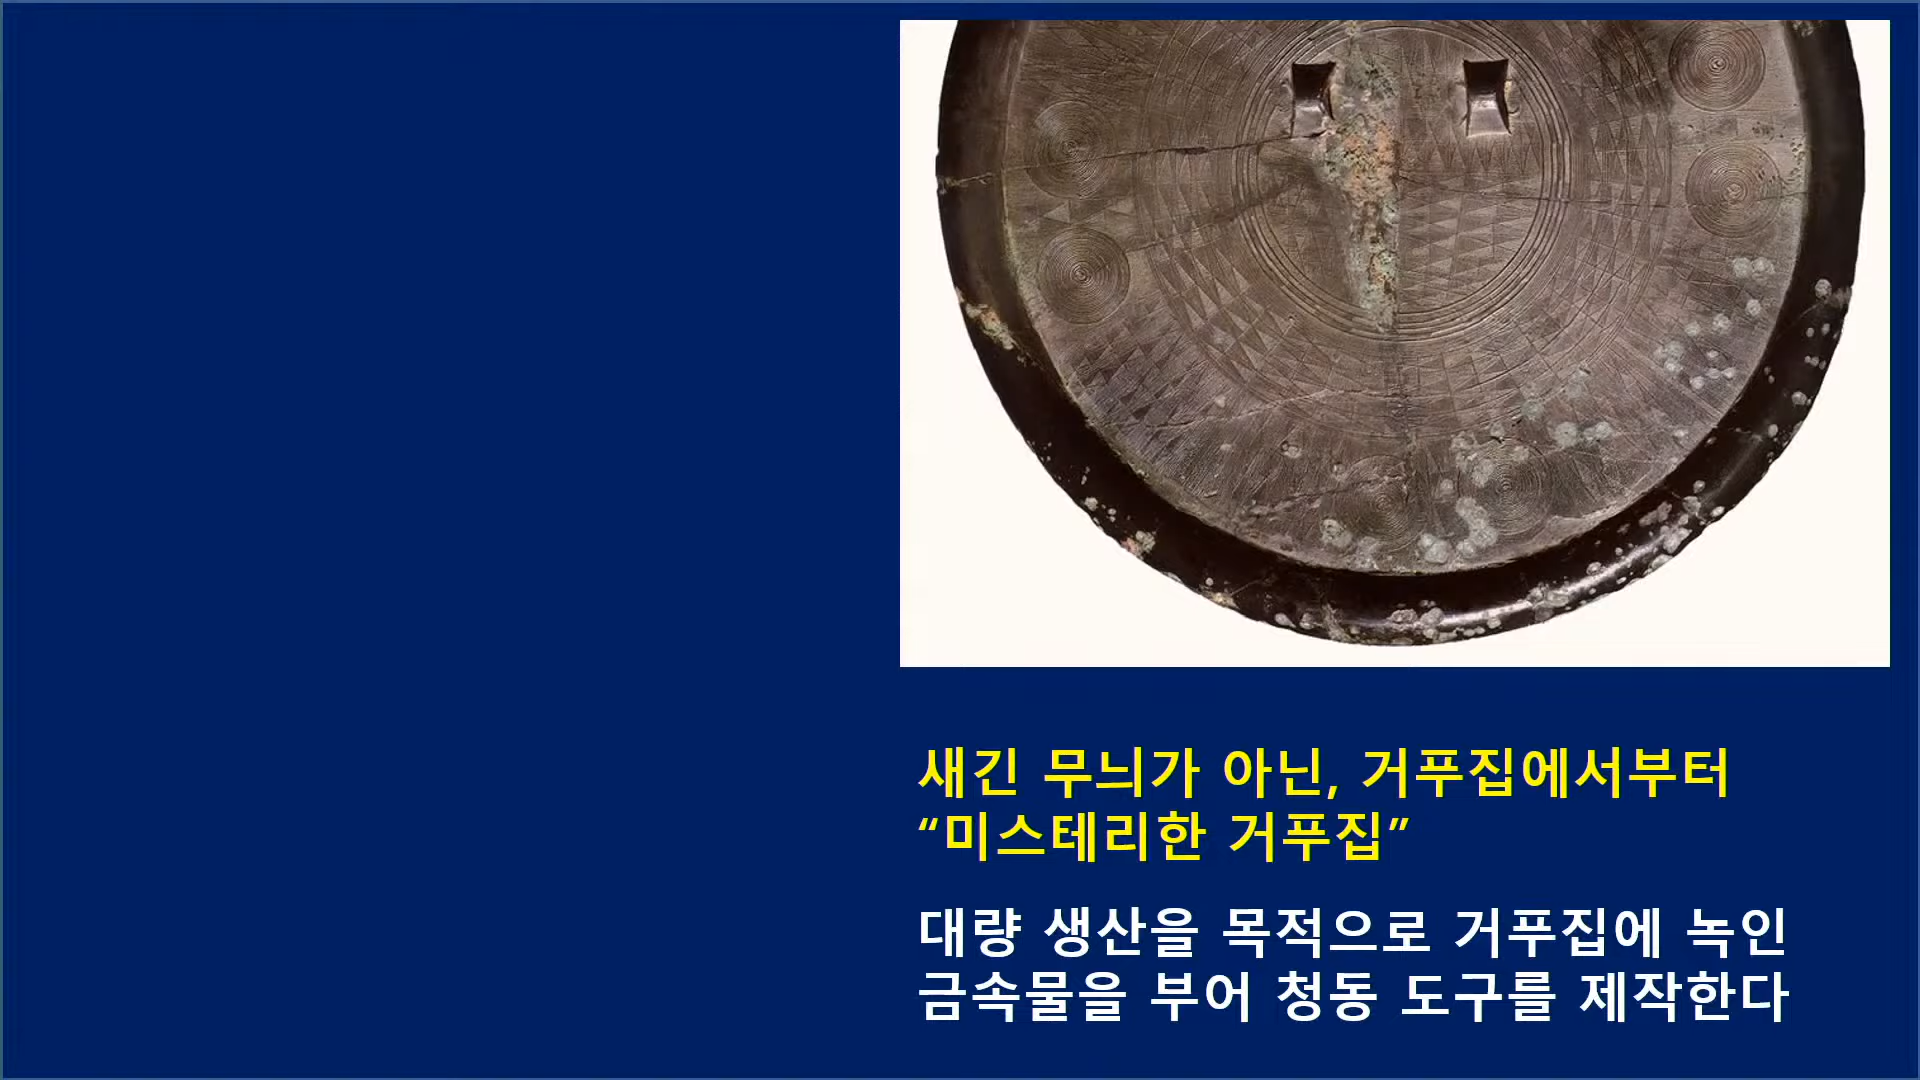 새긴 무늬가 아닌, 거푸집에서부터
“미스테리한 거푸집”
대량 생산을 목적으로 거푸집에 녹인
금속물을 부어 청동 도구를 제작한다